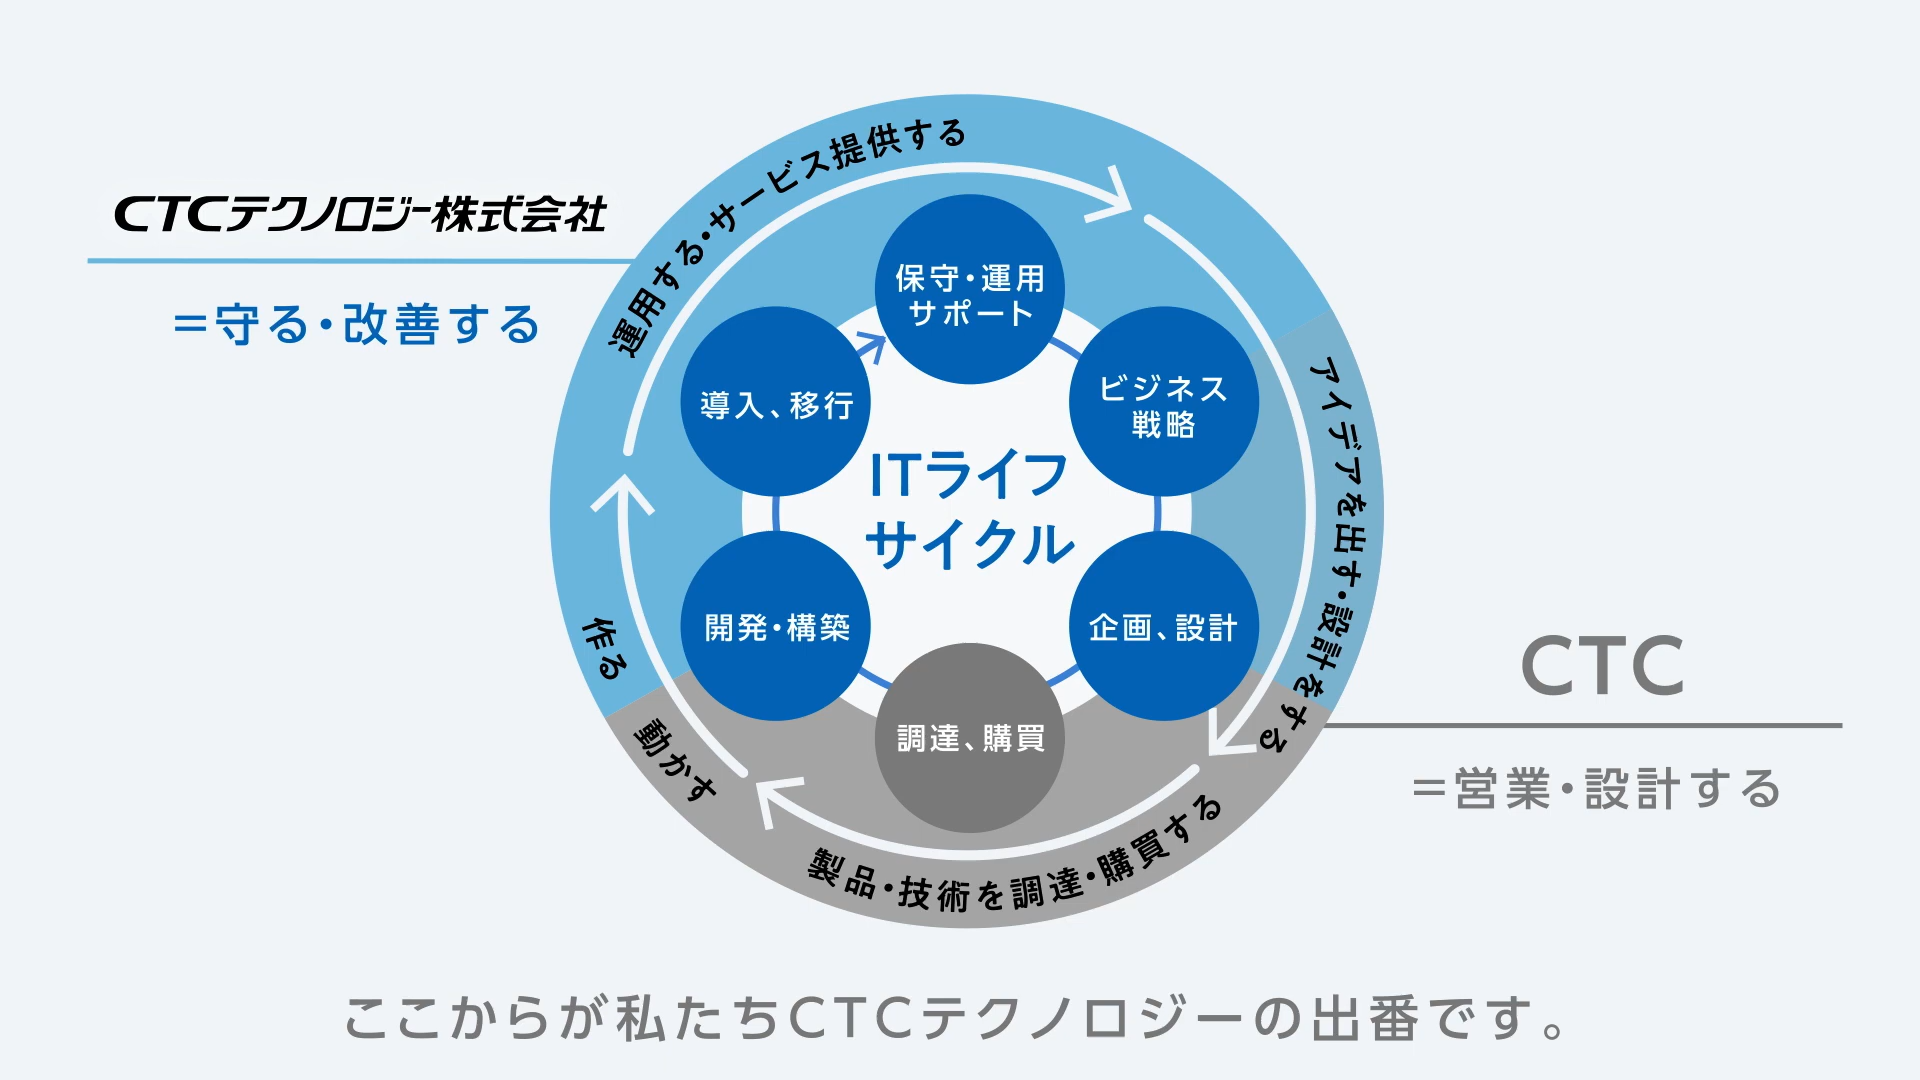 CTCテクノロジー株式会社
=守る・改善する
運用する・サービス提供する
アイデアを出す・設計をする
製品・技術を調達・購買する
動かす
作る
保守・運用
サポート
ビジネス
戦略
企画、設計
調達、購買
開発・構築
導入、移行
ITライフ
サイクル
CTC
=営業・設計する
ここからが私たちCTCテクノロジーの出番です。